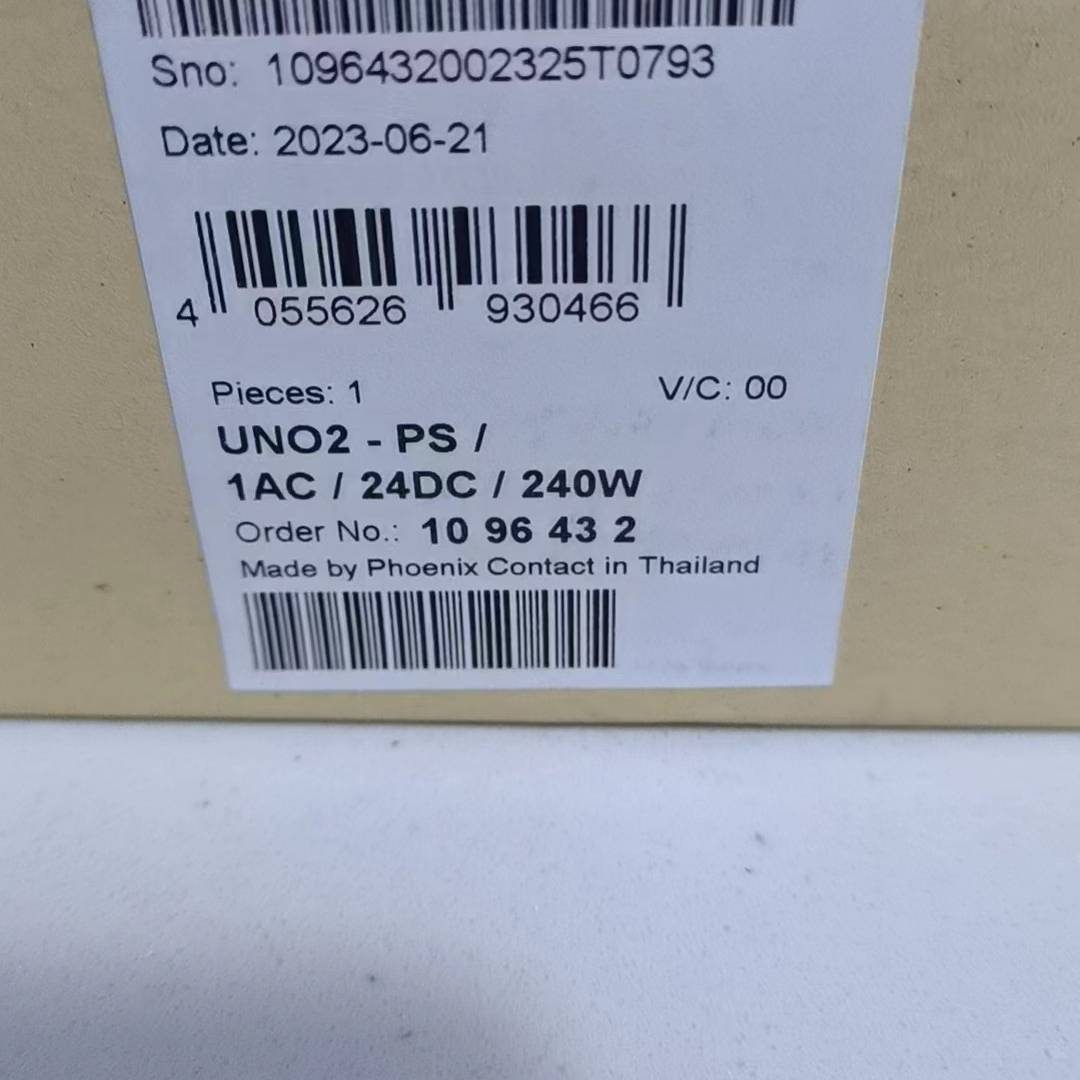 Sno: 1096432002325T0793
Date: 2023-06-21
4 055626 930466
Pieces: 1 V/C: 00
UNO2 - PS /
1AC / 24DC / 240W
Order No.: 10 96 43 2
Made by Phoenix Contact in Thailand